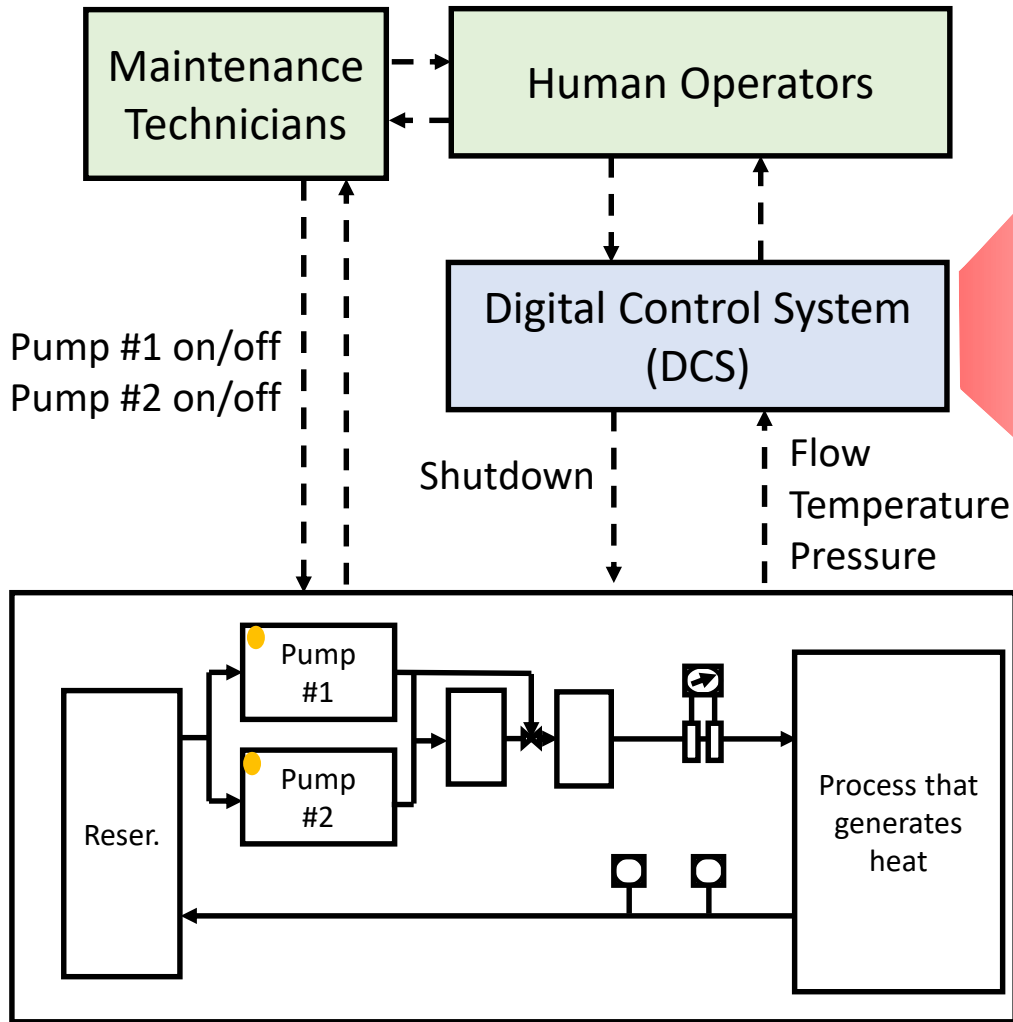 Maintenance
Technicians
Human Operators
Digital Control System
(DCS)
Pump #1 on/off
Pump #2 on/off
Shutdown
Flow
Temperature
Pressure
Pump
#1
Pump
#2
Reser.
Process that
generates
heat